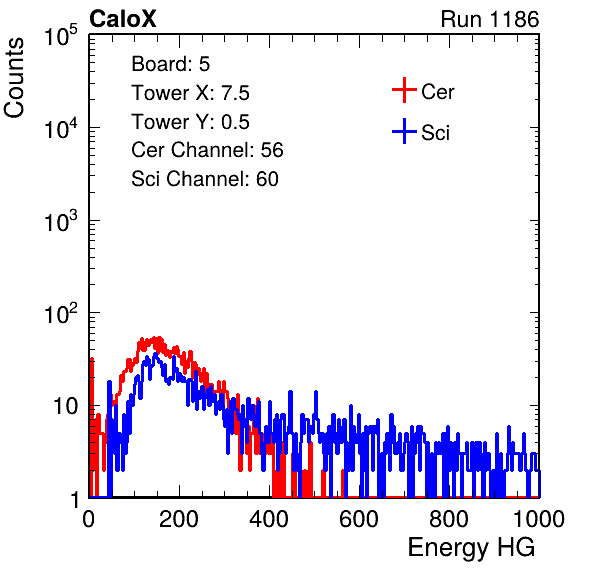 CaloX Run 1186
Counts
10^5
10^4
10^3
10^2
10
1
Board: 5
Tower X: 7.5
Tower Y: 0.5
Cer Channel: 56
Sci Channel: 60
Cer
Sci
0 200 400 600 800 1000
Energy HG